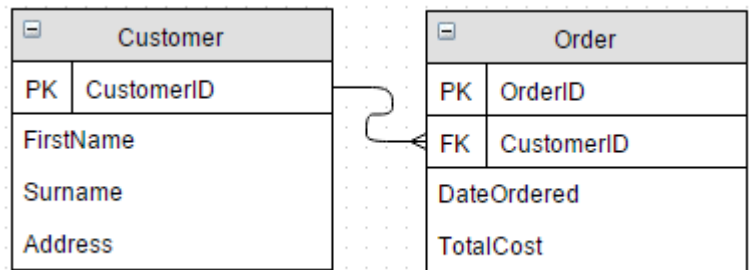 Customer
PK CustomerID
FirstName
Surname
Address
Order
PK OrderID
FK CustomerID
DateOrdered
TotalCost